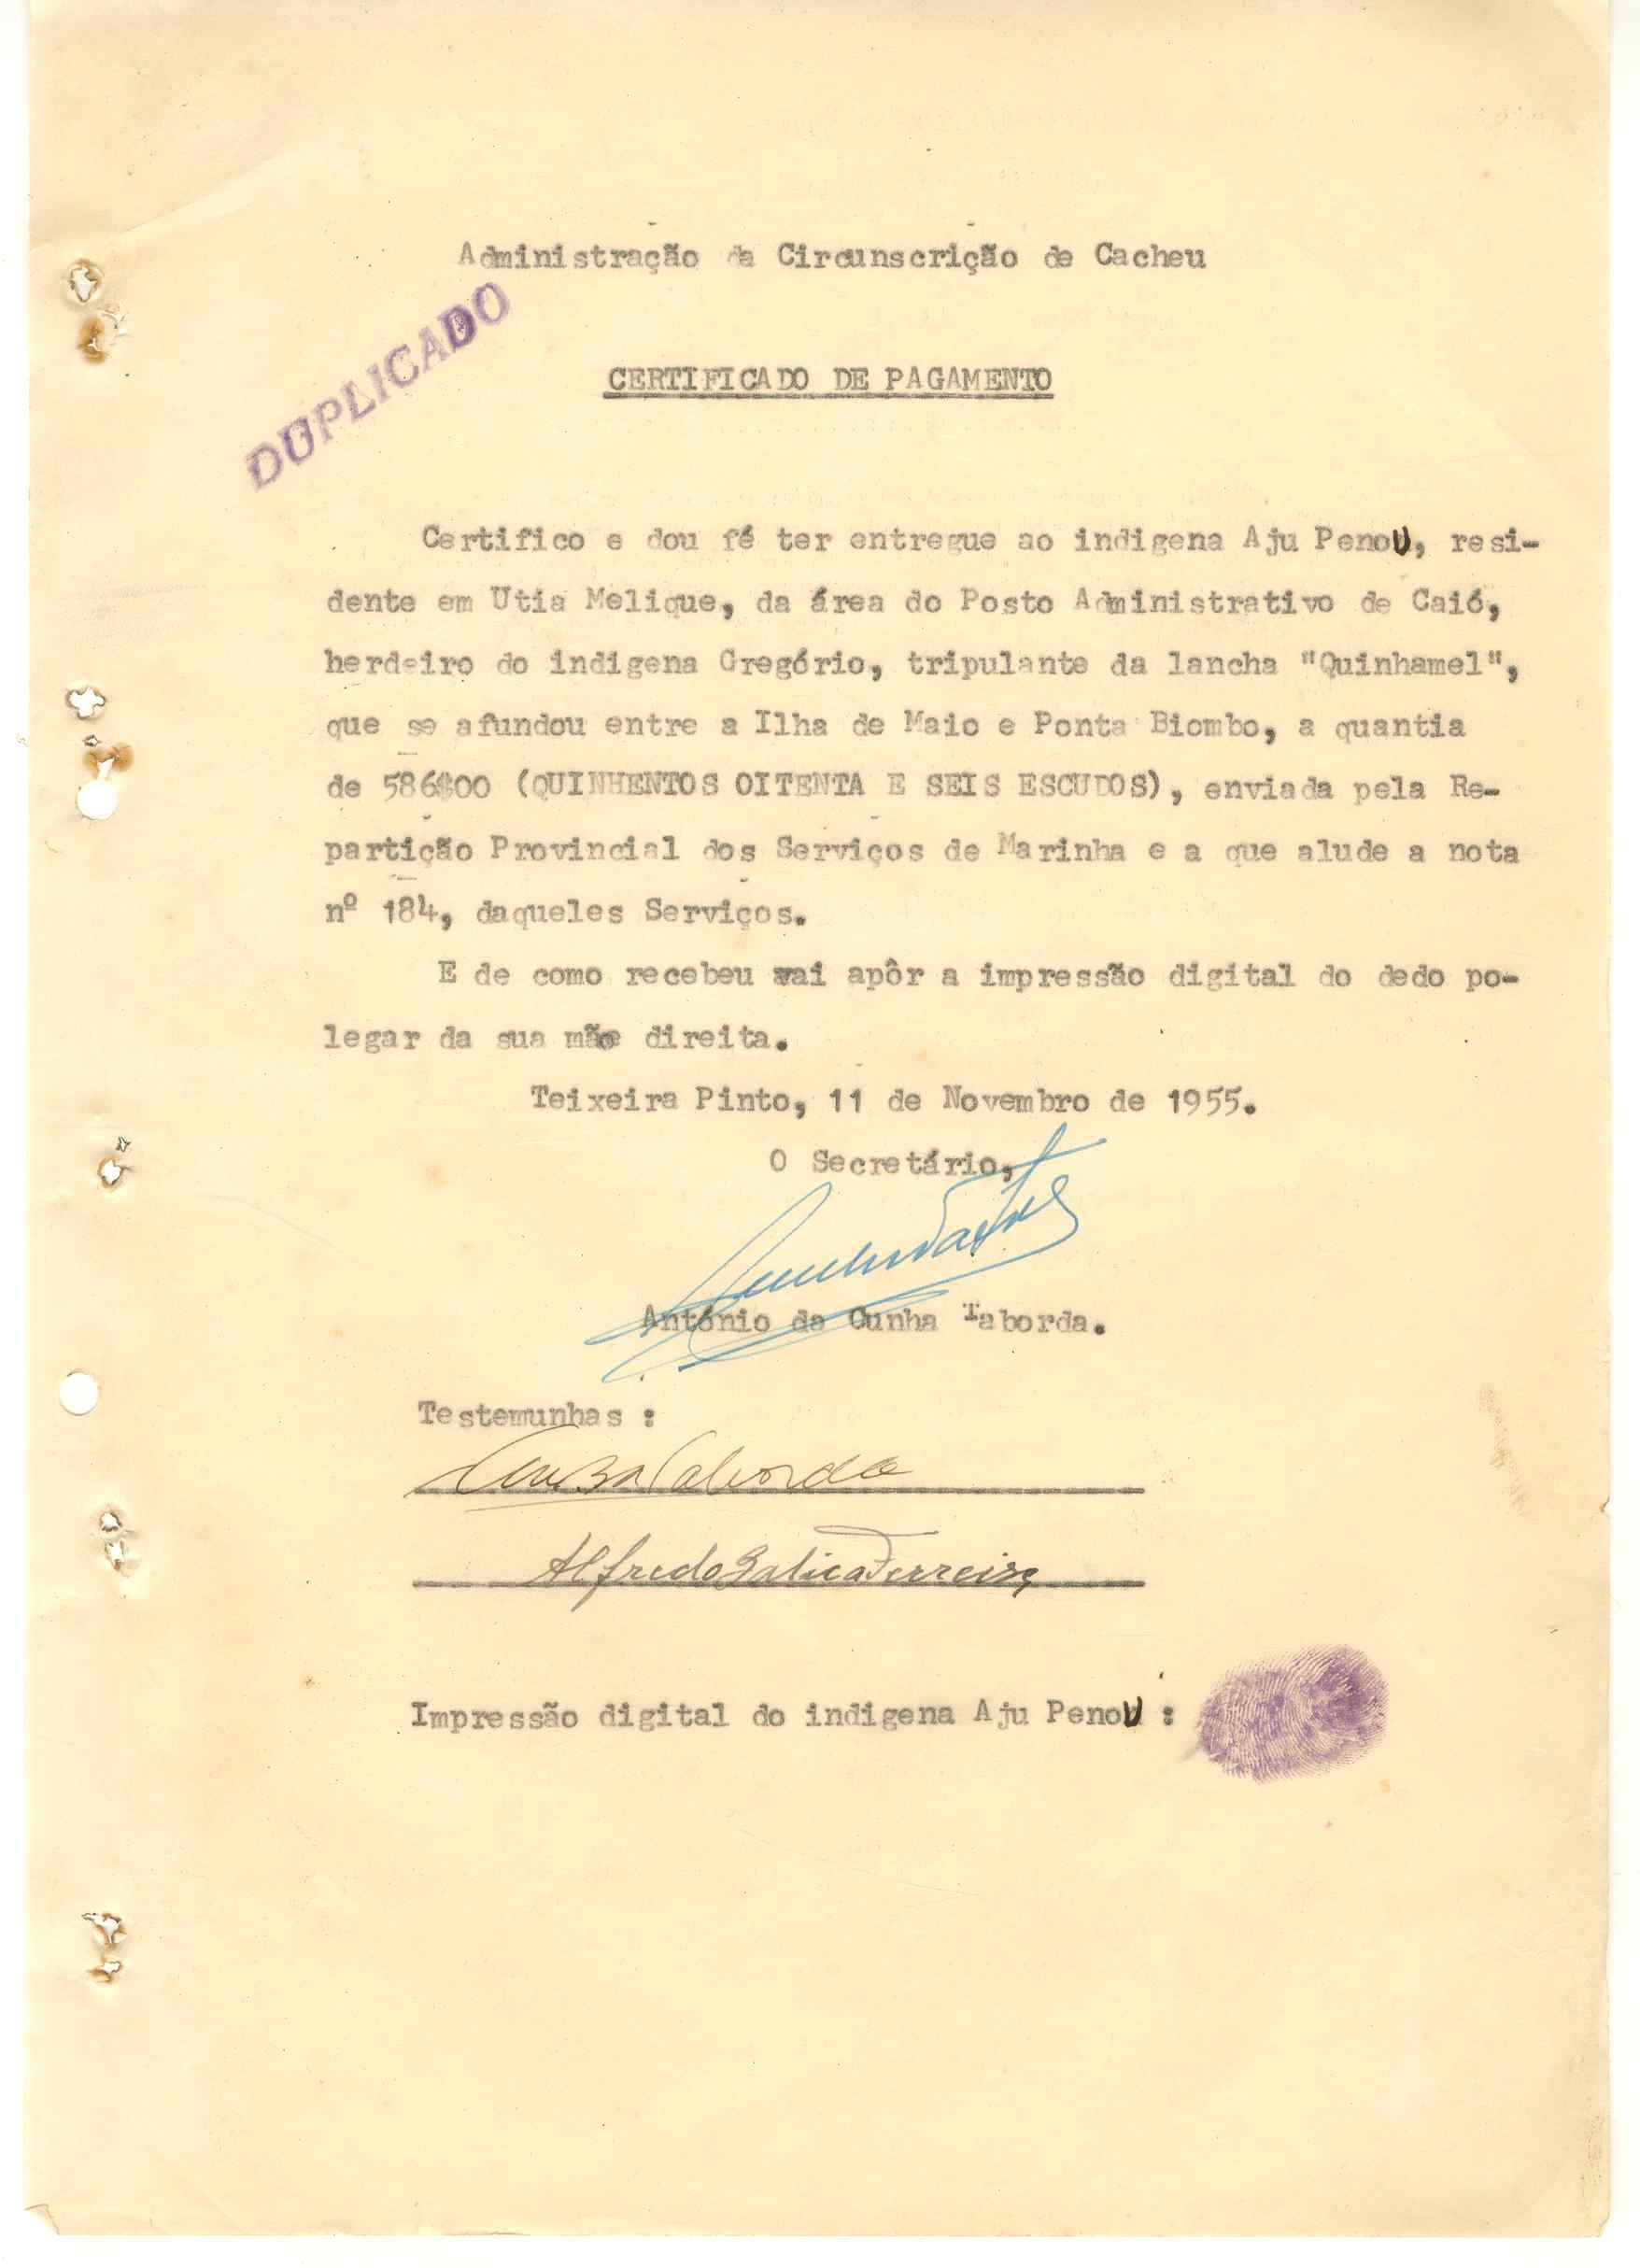 Administração da Circunscrição de Cacheu
DUPLICADO
CERTIFICADO DE PAGAMENTO
Certifico e dou fé ter entregue ao indigena Aju Penou, resi-
dente em Utia Melique, da área do Posto Administrativo de Caió,
herdeiro do indigena Gregório, tripulante da lancha "Quinhamel",
que se afundou entre a Ilha de Maio e Ponta Biombo, a quantia
de 586$00 (QUINHENTOS OITENTA E SEIS ESCUDOS), enviada pela Re-
partição Provincial dos Serviços de Marinha e a que alude a nota
nº 184, daqueles Serviços.
E de como recebeu vai apôr a impressão digital do dedo po-
legar da sua mão direita.
Teixeira Pinto, 11 de Novembro de 1955.
O Secretário,
António da Cunha Taborda.
Testemunhas :
Alfredo Ferreira
Impressão digital do indigena Aju Penou :